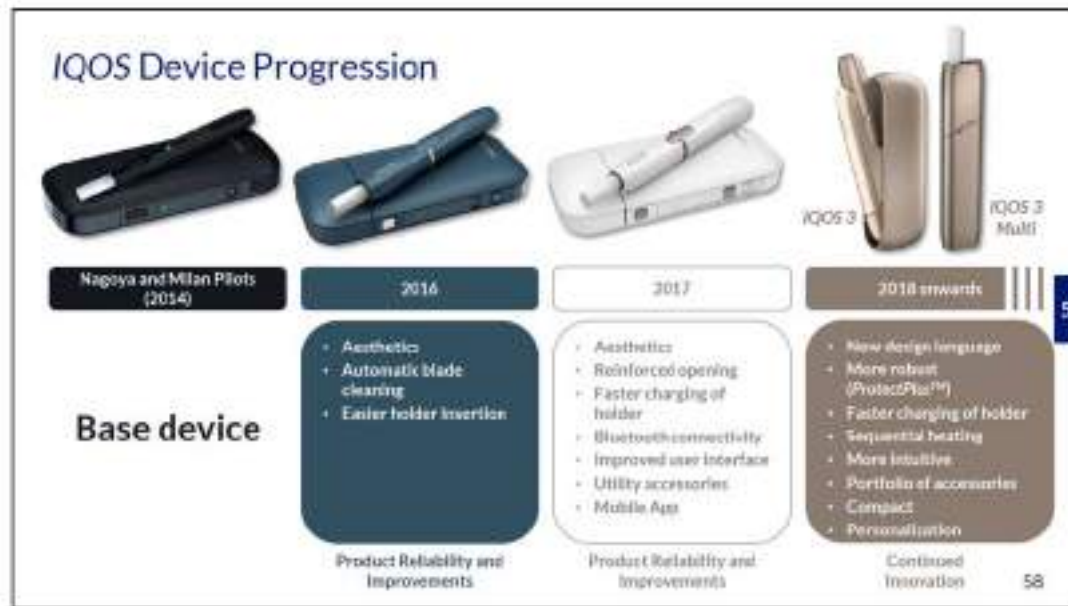 IQOS Device Progression
IQOS 3
IQOS 3
Multi
Nagoya and Milan Pilots
(2014)
2016
2017
2018 onwards
Base device
• Aesthetics
• Automatic blade
cleaning
• Easier holder insertion
• Aesthetics
• Reinforced opening
• Faster charging of
holder
• Bluetooth connectivity
• Improved user interface
• Utility accessories
• Mobile App
• New design language
• More robust
(ProtectPlus™)
• Faster charging of holder
• Sequential heating
• More intuitive
• Portfolio of accessories
• Compact
• Personalization
Product Reliability and
Improvements
Product Reliability and
Improvements
Continued
Innovation
58